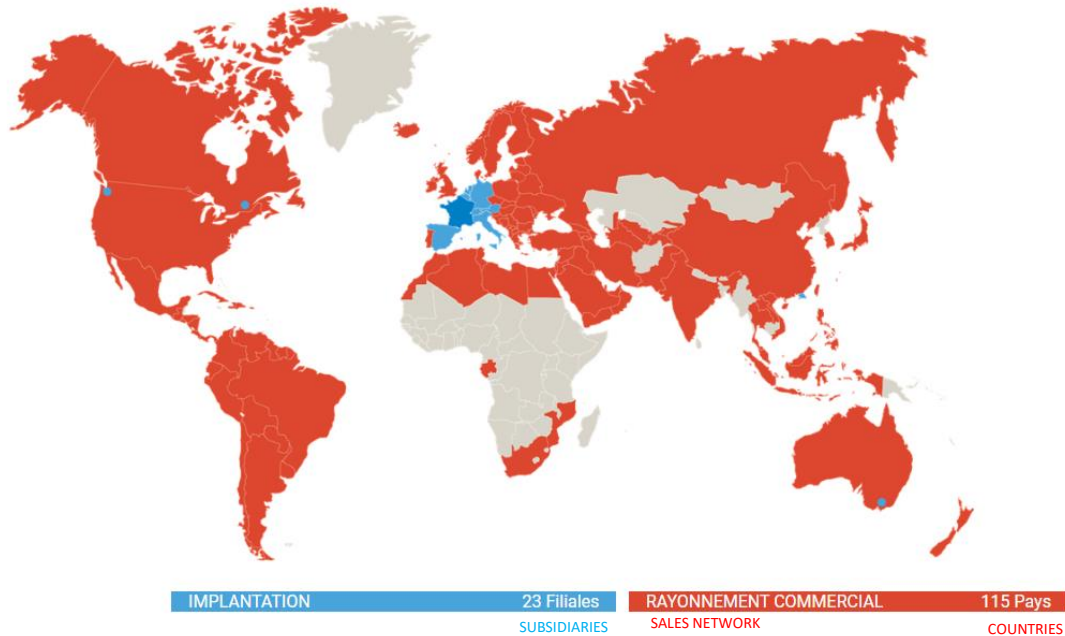 IMPLANTATION 23 Filiales
SUBSIDIARIES
RAYONNEMENT COMMERCIAL 115 Pays
SALES NETWORK COUNTRIES